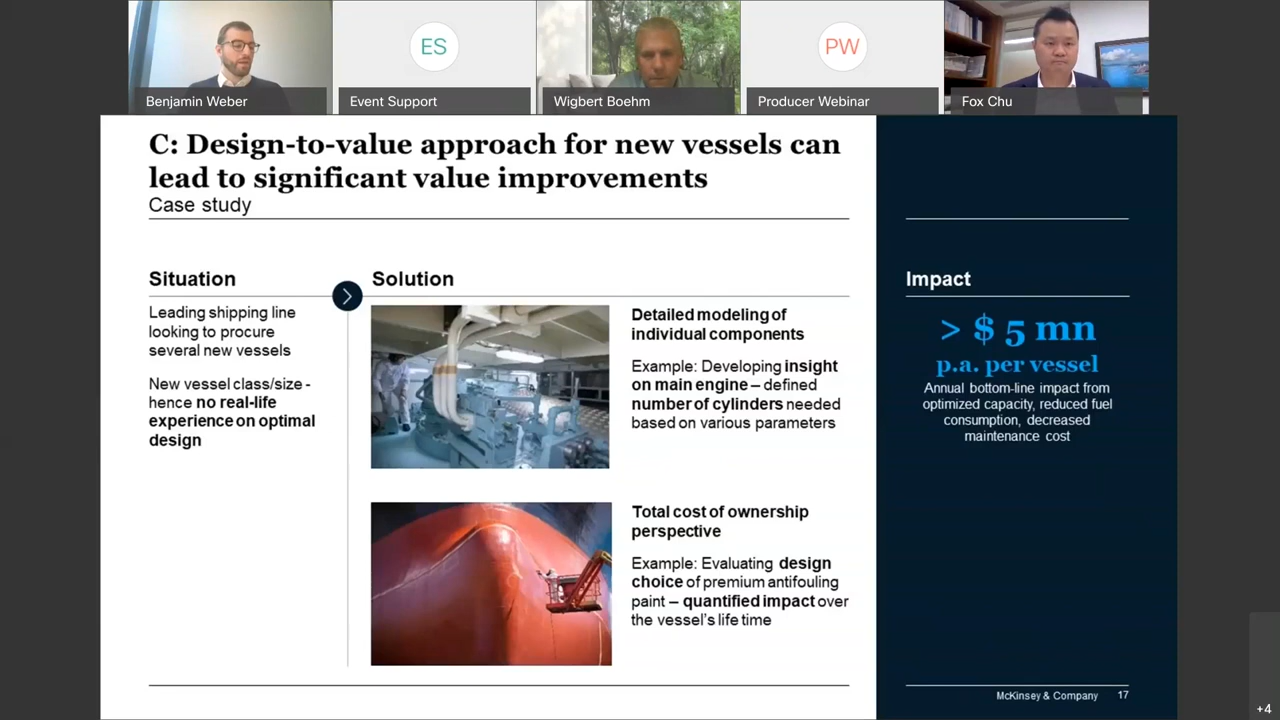 ES
PW
Benjamin Weber
Event Support
Wigbert Boehm
Producer Webinar
Fox Chu
C: Design-to-value approach for new vessels can
lead to significant value improvements
Case study
Situation
Leading shipping line
looking to procure
several new vessels
New vessel class/size -
hence no real-life
experience on optimal
design
Solution
Detailed modeling of
individual components
Example: Developing insight
on main engine – defined
number of cylinders needed
based on various parameters
Total cost of ownership
perspective
Example: Evaluating design
choice of premium antifouling
paint – quantified impact over
the vessel's life time
Impact
> $ 5 mn
p.a. per vessel
Annual bottom-line impact from
optimized capacity, reduced fuel
consumption, decreased
maintenance cost
McKinsey & Company 17
+4